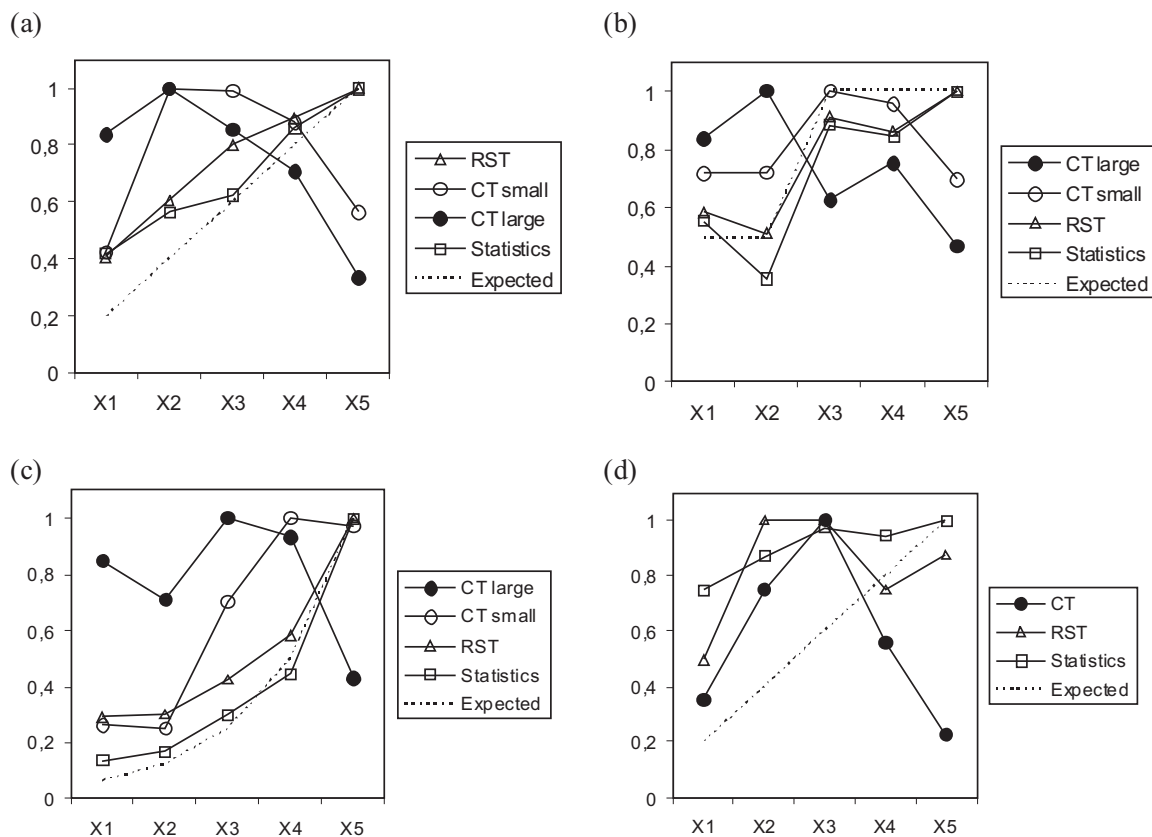 (a)
1
0,8
0,6
0,4
0,2
0
X1 X2 X3 X4 X5
RST
CT small
CT large
Statistics
Expected
(b)
1
0,8
0,6
0,4
0,2
0
X1 X2 X3 X4 X5
CT large
CT small
RST
Statistics
Expected
(c)
1
0,8
0,6
0,4
0,2
0
X1 X2 X3 X4 X5
CT large
CT small
RST
Statistics
Expected
(d)
1
0,8
0,6
0,4
0,2
0
X1 X2 X3 X4 X5
CT
RST
Statistics
Expected